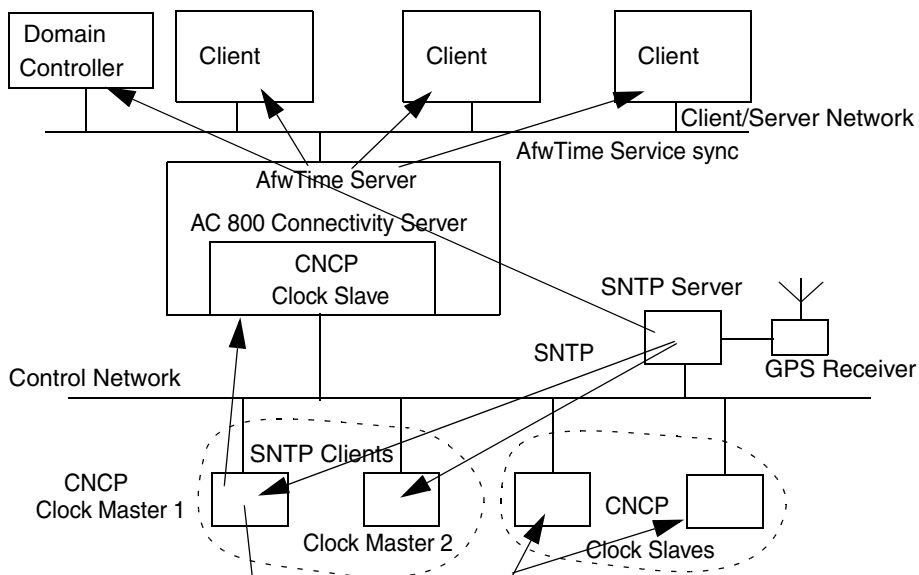 Domain
Controller
Client
Client
Client
Client/Server Network
AfwTime Service sync
AfwTime Server
AC 800 Connectivity Server
CNCP
Clock Slave
SNTP Server
SNTP
GPS Receiver
Control Network
SNTP Clients
CNCP
Clock Master 1
Clock Master 2
CNCP
Clock Slaves